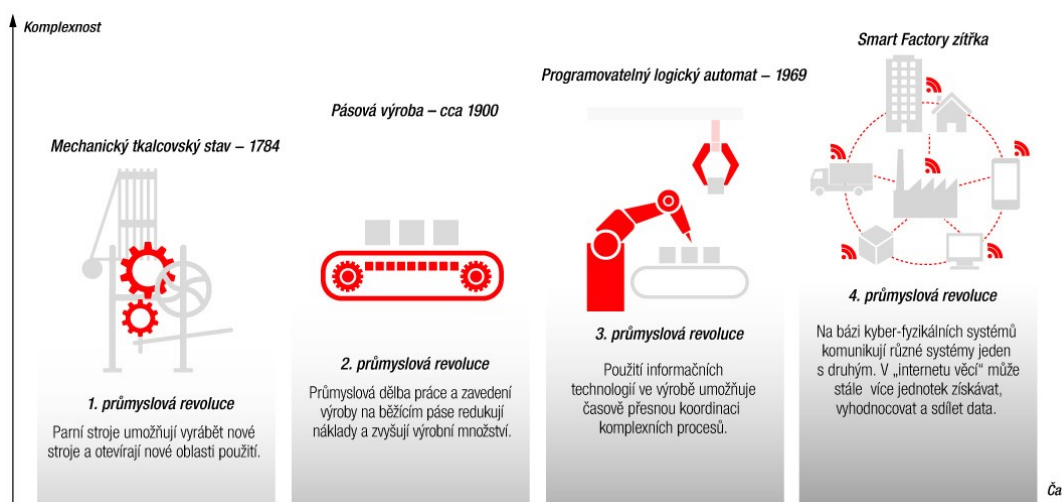 Komplexnost
Mechanický tkalcovský stav – 1784
1. průmyslová revoluce
Parní stroje umožňují vyrábět nové
stroje a otevírají nové oblasti použití.
Pásová výroba – cca 1900
2. průmyslová revoluce
Průmyslová dělba práce a zavedení
výroby na běžícím páse redukují
náklady a zvyšují výrobní množství.
Programovatelný logický automat – 1969
3. průmyslová revoluce
Použití informačních
technologií ve výrobě umožňuje
časově přesnou koordinaci
komplexních procesů.
Smart Factory zítřka
4. průmyslová revoluce
Na bázi kyber-fyzikálních systémů
komunikují různé systémy jeden
s druhým. V „internetu věcí“ může
stále více jednotek získávat,
vyhodnocovat a sdílet data.
Ča